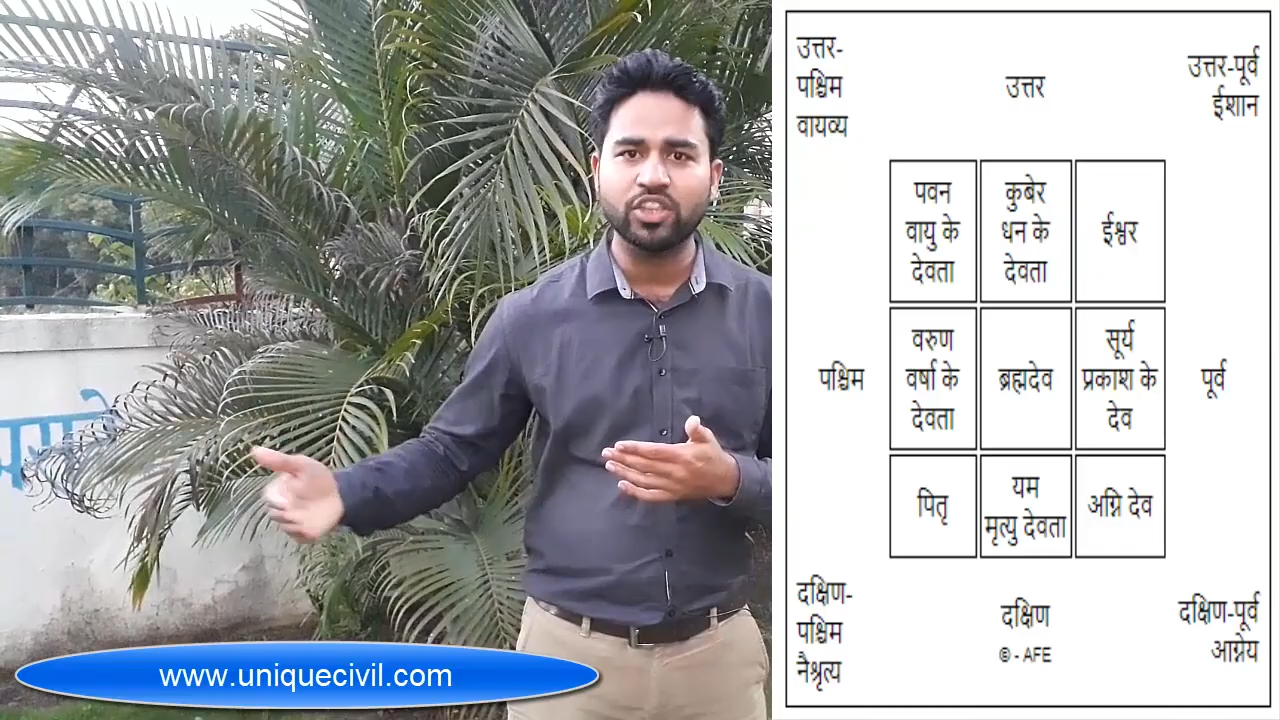 उत्तर-
पश्चिम
वायव्य
उत्तर
उत्तर-पूर्व
ईशान
पवन
वायु के
देवता
कुबेर
धन के
देवता
ईश्वर
पश्चिम
वरुण
वर्षा के
देवता
ब्रह्मदेव
सूर्य
प्रकाश के
देव
पूर्व
पितृ
यम
मृत्यु देवता
अग्नि देव
दक्षिण-
पश्चिम
नैश्रृत्य
दक्षिण
© - AFE
दक्षिण-पूर्व
आग्नेय
www.uniquecivil.com